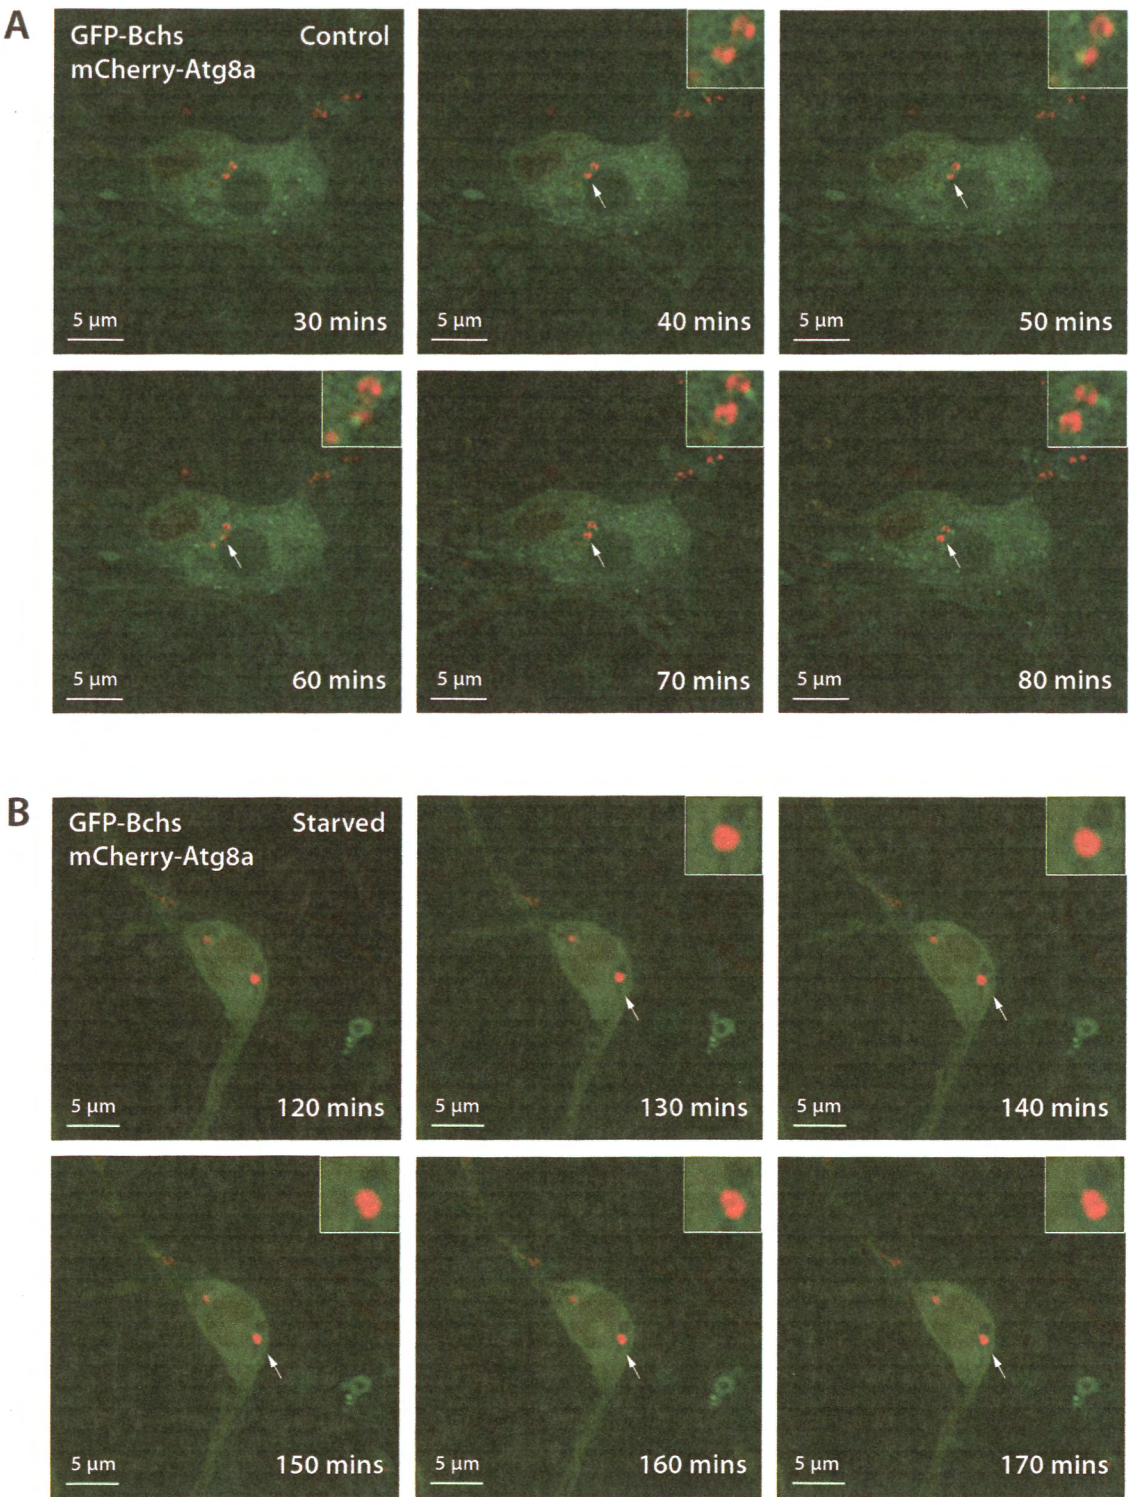 A
GFP-Bchs Control
mCherry-Atg8a
5 μm 30 mins
5 μm 40 mins
5 μm 50 mins
5 μm 60 mins
5 μm 70 mins
5 μm 80 mins
B
GFP-Bchs Starved
mCherry-Atg8a
5 μm 120 mins
5 μm 130 mins
5 μm 140 mins
5 μm 150 mins
5 μm 160 mins
5 μm 170 mins